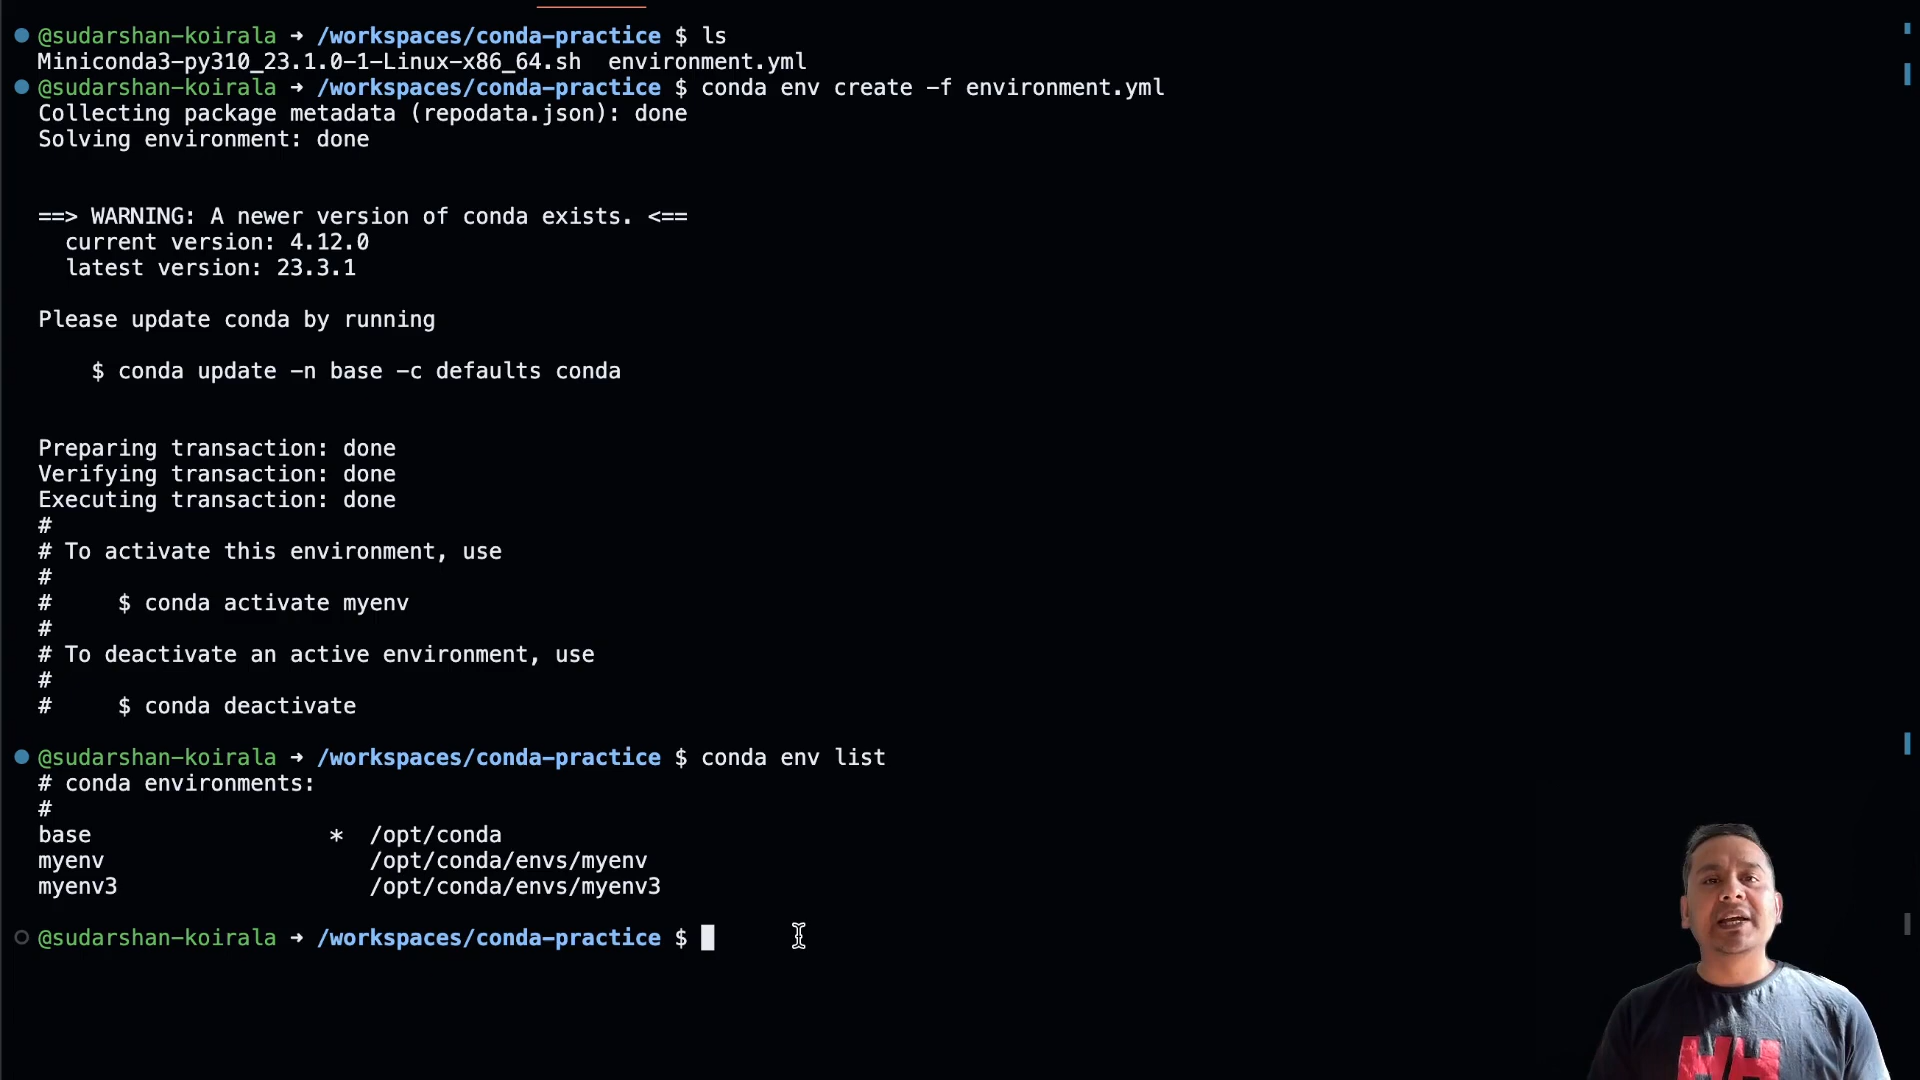 @sudarshan-koirala → /workspaces/conda-practice $ ls
Miniconda3-py310_23.1.0-1-Linux-x86_64.sh  environment.yml
@sudarshan-koirala → /workspaces/conda-practice $ conda env create -f environment.yml
Collecting package metadata (repodata.json): done
Solving environment: done
==> WARNING: A newer version of conda exists. <==
  current version: 4.12.0
  latest version: 23.3.1
Please update conda by running
    $ conda update -n base -c defaults conda
Preparing transaction: done
Verifying transaction: done
Executing transaction: done
#
# To activate this environment, use
#
#     $ conda activate myenv
#
# To deactivate an active environment, use
#
#     $ conda deactivate
@sudarshan-koirala → /workspaces/conda-practice $ conda env list
# conda environments:
#
base                  *  /opt/conda
myenv                    /opt/conda/envs/myenv
myenv3                   /opt/conda/envs/myenv3
@sudarshan-koirala → /workspaces/conda-practice $
HH